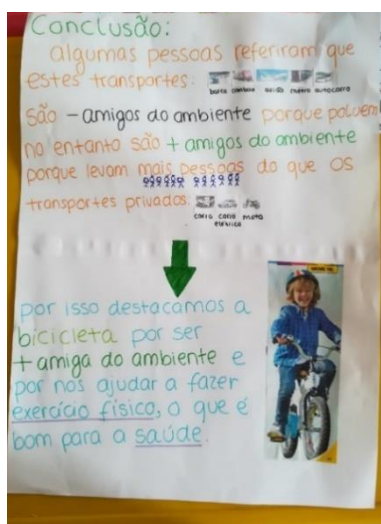 Conclusão:
algumas pessoas referiram que
estes transportes:
barco comboio avião metro autocarro
são - amigos do ambiente porque poluem
no entanto são + amigos do ambiente
porque levam mais pessoas do que os
transportes privados:
carro carro mota
elétrico
por isso destacamos a
bicicleta por ser
+ amiga do ambiente e
por nos ajudar a fazer
exercício físico, o que é
bom para a saúde.